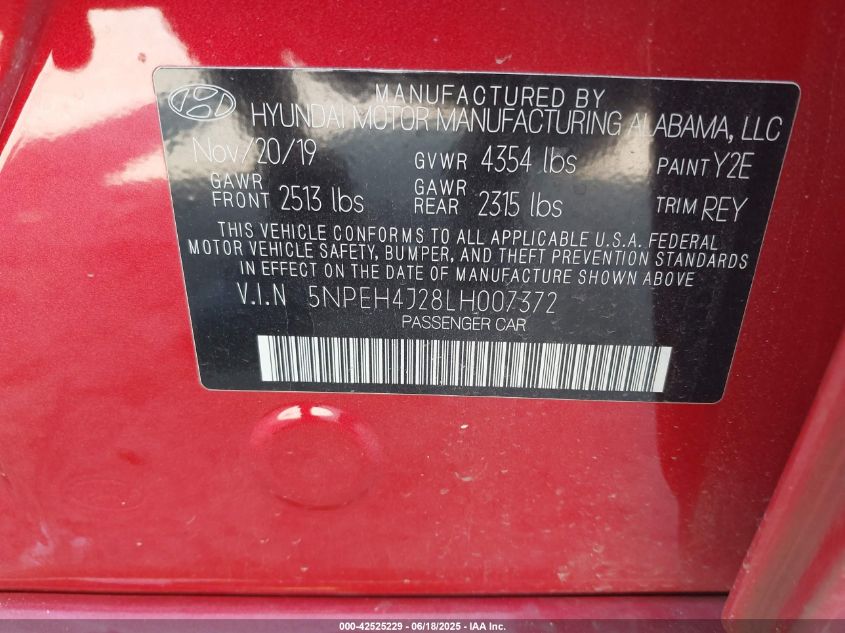 MANUFACTURED BY
HYUNDAI MOTOR MANUFACTURING ALABAMA, LLC
Nov/20/19 GVWR 4354 lbs PAINT Y2E
GAWR FRONT 2513 lbs GAWR REAR 2315 lbs TRIM REY
THIS VEHICLE CONFORMS TO ALL APPLICABLE U.S.A. FEDERAL
MOTOR VEHICLE SAFETY, BUMPER, AND THEFT PREVENTION STANDARDS
IN EFFECT ON THE DATE OF MANUFACTURE SHOWN ABOVE
V.I.N 5NPEH4J28LH007372
PASSENGER CAR
000-42525229 - 06/18/2025 - IAA Inc.